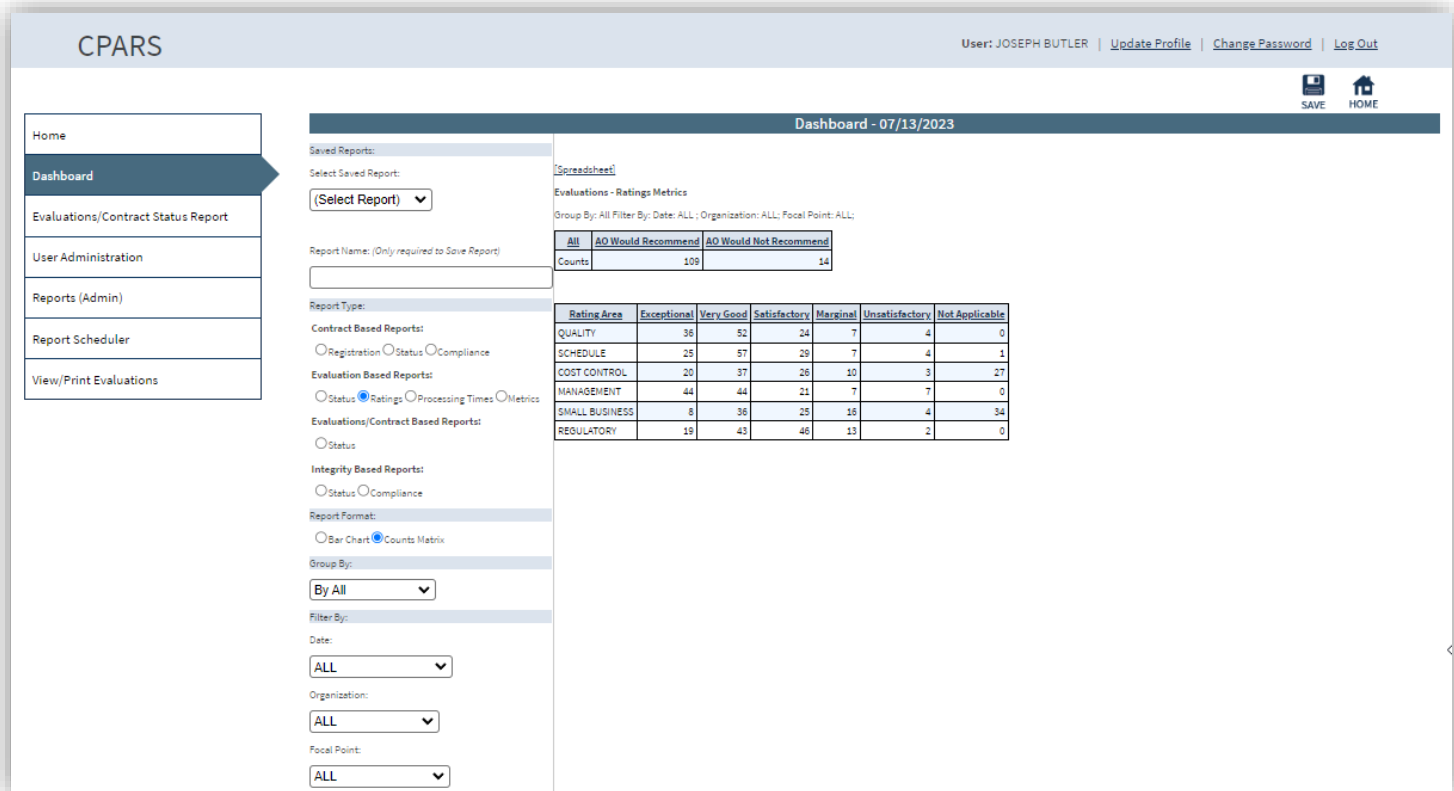 CPARS
User: JOSEPH BUTLER | Update Profile | Change Password | Log Out
SAVE HOME
Home
Dashboard
Evaluations/Contract Status Report
User Administration
Reports (Admin)
Report Scheduler
View/Print Evaluations
Dashboard - 07/13/2023
Saved Reports:
Select Saved Report:
(Select Report)
Report Name: (Only required to Save Report)
Report Type:
Contract Based Reports:
Registration Status Compliance
Evaluation Based Reports:
Status Ratings Processing Times Metrics
Evaluations/Contract Based Reports:
Status
Integrity Based Reports:
Status Compliance
Report Format:
Bar Chart Counts Matrix
Group By:
By All
Filter By:
Date:
ALL
Organization:
ALL
Focal Point:
ALL
[Spreadsheet]
Evaluations - Ratings Metrics
Group By: All Filter By: Date: ALL ; Organization: ALL; Focal Point: ALL;
All AO Would Recommend AO Would Not Recommend
Counts 109 14
Rating Area Exceptional Very Good Satisfactory Marginal Unsatisfactory Not Applicable
QUALITY 36 52 24 7 4 0
SCHEDULE 25 57 29 7 4 1
COST CONTROL 20 37 26 10 3 27
MANAGEMENT 44 44 21 7 7 0
SMALL BUSINESS 8 36 25 16 4 34
REGULATORY 19 43 46 13 2 0